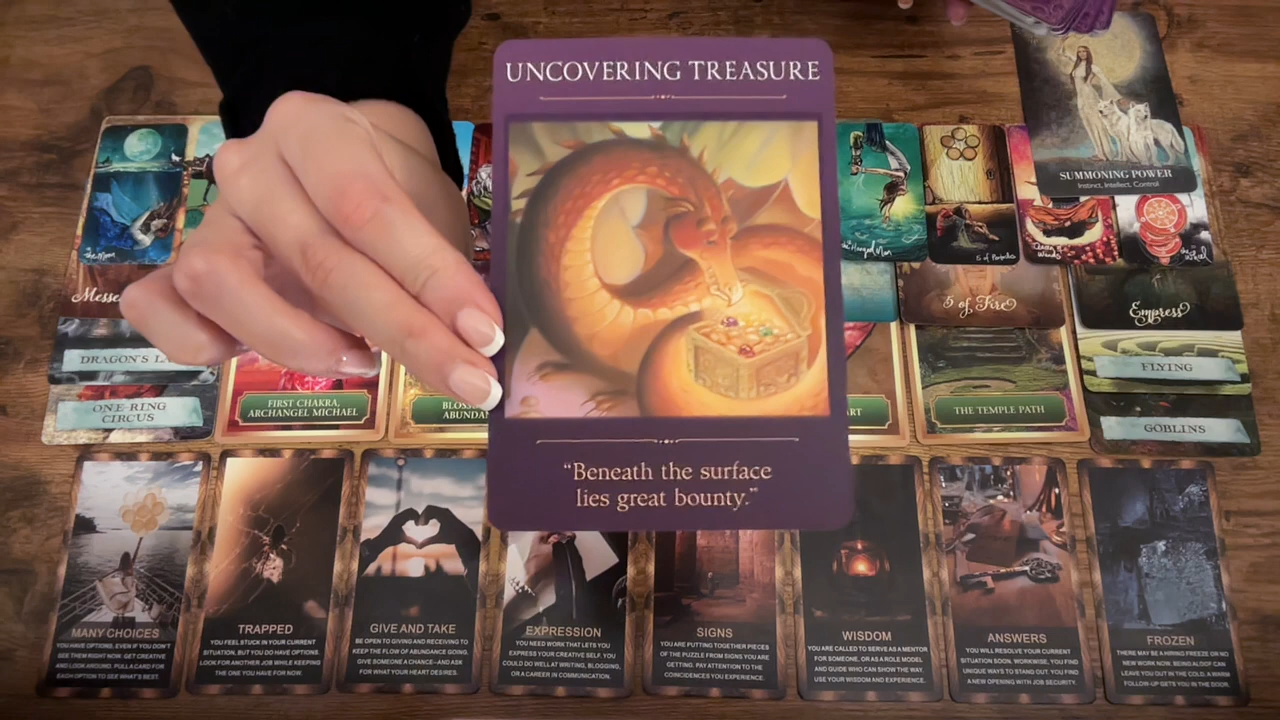 UNCOVERING TREASURE
“Beneath the surface
lies great bounty.”
SUMMONING POWER
Instinct, Intellect, Control
the Moon
the Hanged Man
5 of Pentacles
Queen of
Wands
the Wheel
5 of Fire
Empress
DRAGON'S
FLYING
ONE-RING
CIRCUS
FIRST CHAKRA,
ARCHANGEL MICHAEL
THE TEMPLE PATH
GOBLINS
MANY CHOICES
YOU HAVE OPTIONS, EVEN IF YOU DON'T
SEE THEM RIGHT NOW. GET CREATIVE
AND LOOK AROUND. PULL A CARD FOR
EACH OPTION TO SEE WHAT'S BEST.
TRAPPED
YOU FEEL STUCK IN YOUR CURRENT
SITUATION, BUT YOU DO HAVE OPTIONS.
LOOK FOR ANOTHER JOB WHILE KEEPING
THE ONE YOU HAVE FOR NOW.
GIVE AND TAKE
BE OPEN TO GIVING AND RECEIVING TO
KEEP THE FLOW OF ABUNDANCE GOING.
GIVE SOMEONE A CHANCE—AND ASK
FOR WHAT YOUR HEART DESIRES.
EXPRESSION
YOU NEED WORK THAT LETS YOU
EXPRESS YOUR CREATIVE SELF. YOU
COULD DO WELL AT WRITING, BLOGGING,
OR A CAREER IN COMMUNICATION.
SIGNS
YOU ARE PUTTING TOGETHER PIECES
OF THE PUZZLE FROM SIGNS YOU ARE
GETTING. PAY ATTENTION TO THE
COINCIDENCES YOU EXPERIENCE.
WISDOM
YOU ARE CALLED TO SERVE AS A MENTOR
FOR SOMEONE, OR AS A ROLE MODEL
AND GUIDE WHO CAN SHOW THE WAY.
USE YOUR WISDOM AND EXPERIENCE.
ANSWERS
YOU WILL RESOLVE YOUR CURRENT
SITUATION SOON. WORKWISE, YOU FIND
UNIQUE WAYS TO STAND OUT. YOU FIND
A NEW OPENING WITH JOB SECURITY.
FROZEN
THERE MAY BE A HIRING FREEZE OR NO
NEW WORK NOW. BEING ALOOF CAN
LEAVE YOU OUT IN THE COLD. A WARM
FOLLOW-UP GETS YOU IN THE DOOR.